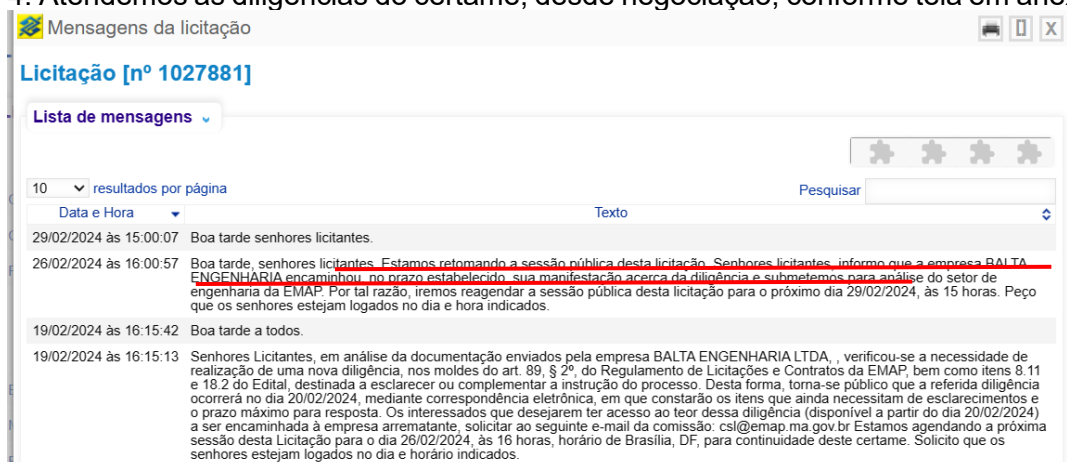 4. Atendemos as diligências do certame, desde negociação, conforme tela em anex
Mensagens da licitação
X
Licitação [nº 1027881]
Lista de mensagens
10 resultados por página
Pesquisar
Data e Hora Texto
29/02/2024 às 15:00:07 Boa tarde senhores licitantes.
26/02/2024 às 16:00:57 Boa tarde, senhores licitantes. Estamos retomando a sessão pública desta licitação. Senhores licitantes, informo que a empresa BALTA
ENGENHARIA encaminhou, no prazo estabelecido, sua manifestação acerca da diligência e submetemos para análise do setor de
engenharia da EMAP. Por tal razão, iremos reagendar a sessão pública desta licitação para o próximo dia 29/02/2024, às 15 horas. Peço
que os senhores estejam logados no dia e hora indicados.
19/02/2024 às 16:15:42 Boa tarde a todos.
19/02/2024 às 16:15:13 Senhores Licitantes, em análise da documentação enviados pela empresa BALTA ENGENHARIA LTDA, , verificou-se a necessidade de
realização de uma nova diligência, nos moldes do art. 89, § 2º, do Regulamento de Licitações e Contratos da EMAP, bem como itens 8.11
e 18.2 do Edital, destinada a esclarecer ou complementar a instrução do processo. Desta forma, torna-se público que a referida diligência
ocorrerá no dia 20/02/2024, mediante correspondência eletrônica, em que constarão os itens que ainda necessitam de esclarecimentos e
o prazo máximo para resposta. Os interessados que desejarem ter acesso ao teor dessa diligência (disponível a partir do dia 20/02/2024)
a ser encaminhada à empresa arrematante, solicitar ao seguinte e-mail da comissão: csl@emap.ma.gov.br Estamos agendando a próxima
sessão desta Licitação para o dia 26/02/2024, às 16 horas, horário de Brasília, DF, para continuidade deste certame. Solicito que os
senhores estejam logados no dia e horário indicados.